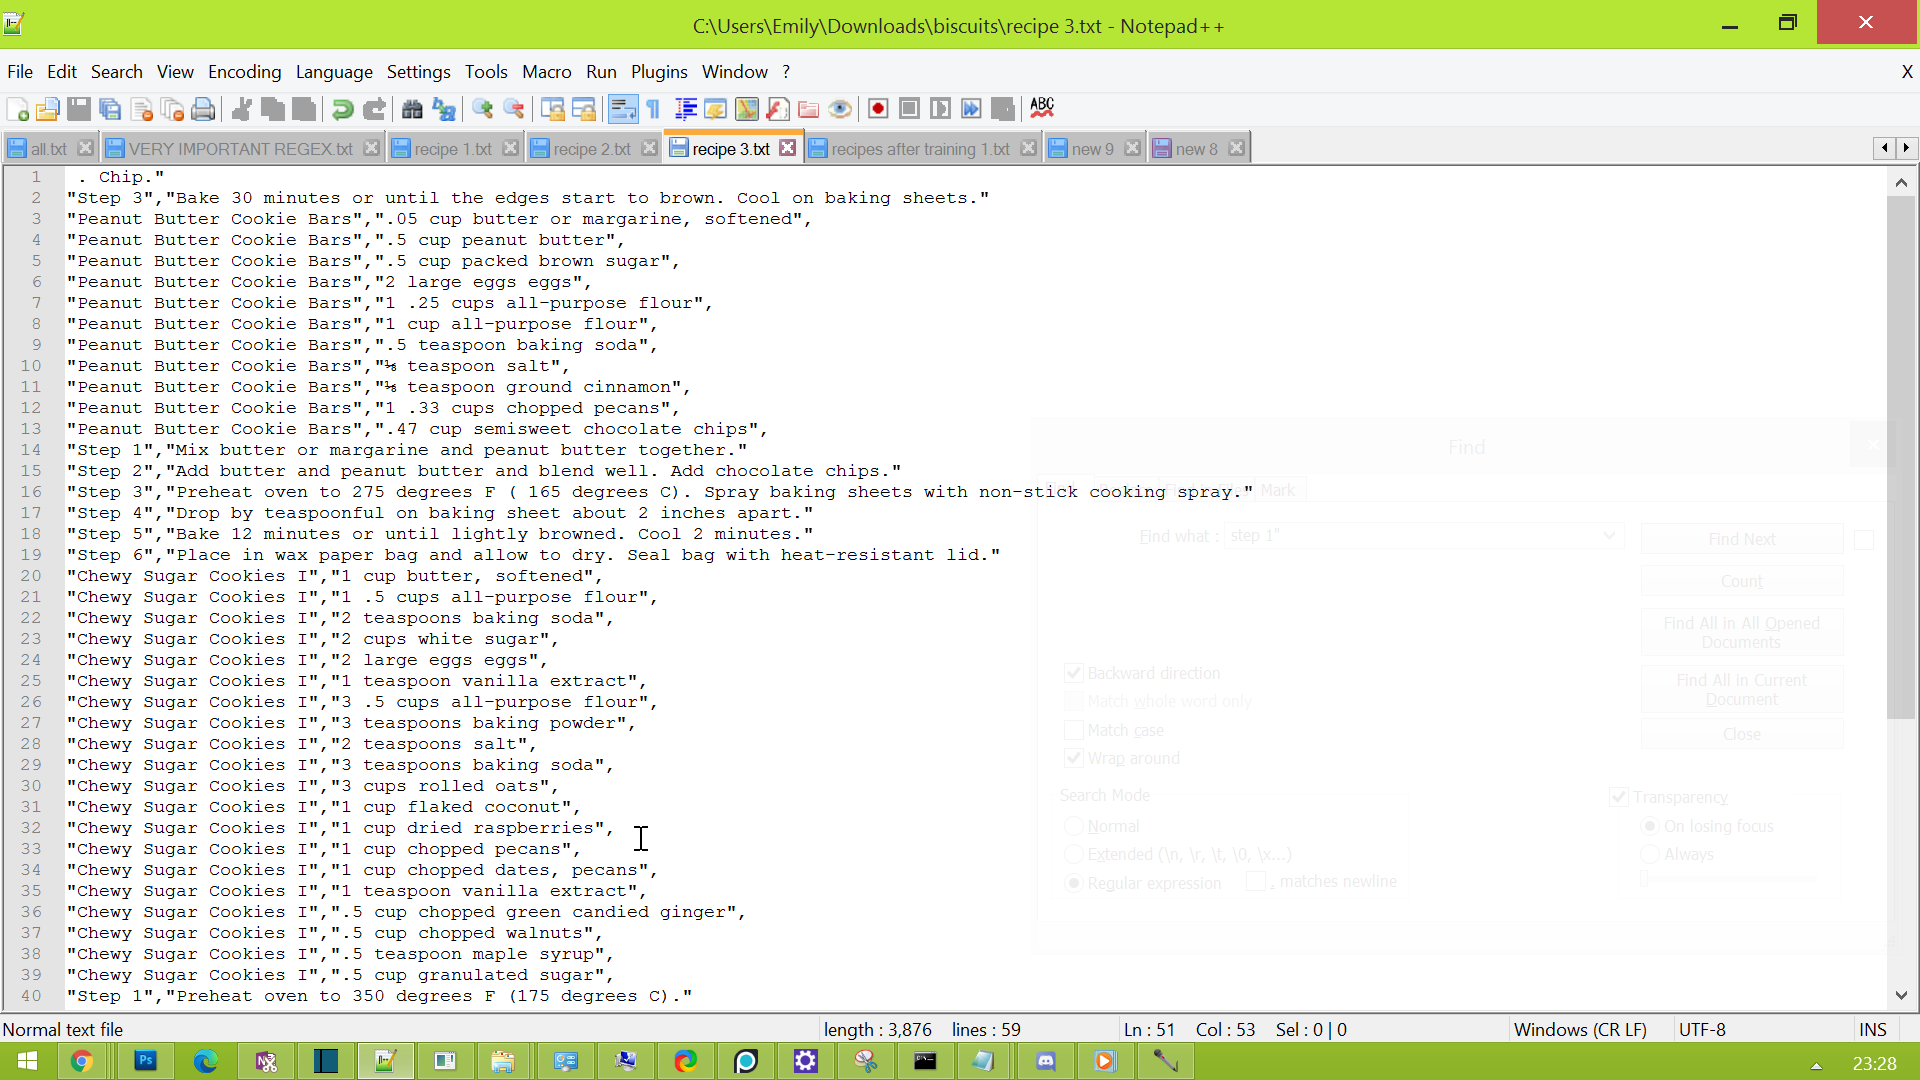 C:\Users\Emily\Downloads\biscuits\recipe 3.txt - Notepad++
File Edit Search View Encoding Language Settings Tools Macro Run Plugins Window ? X
ABC
all.txt VERY IMPORTANT REGEX.txt recipe 1.txt recipe 2.txt recipe 3.txt recipes after training 1.txt new 9 new 8
1 . Chip."
2 "Step 3","Bake 30 minutes or until the edges start to brown. Cool on baking sheets."
3 "Peanut Butter Cookie Bars",".05 cup butter or margarine, softened",
4 "Peanut Butter Cookie Bars",".5 cup peanut butter",
5 "Peanut Butter Cookie Bars",".5 cup packed brown sugar",
6 "Peanut Butter Cookie Bars","2 large eggs eggs",
7 "Peanut Butter Cookie Bars","1 .25 cups all-purpose flour",
8 "Peanut Butter Cookie Bars","1 cup all-purpose flour",
9 "Peanut Butter Cookie Bars",".5 teaspoon baking soda",
10 "Peanut Butter Cookie Bars","⅛ teaspoon salt",
11 "Peanut Butter Cookie Bars","⅛ teaspoon ground cinnamon",
12 "Peanut Butter Cookie Bars","1 .33 cups chopped pecans",
13 "Peanut Butter Cookie Bars",".47 cup semisweet chocolate chips",
14 "Step 1","Mix butter or margarine and peanut butter together."
15 "Step 2","Add butter and peanut butter and blend well. Add chocolate chips."
16 "Step 3","Preheat oven to 275 degrees F ( 165 degrees C). Spray baking sheets with non-stick cooking spray."
17 "Step 4","Drop by teaspoonful on baking sheet about 2 inches apart."
18 "Step 5","Bake 12 minutes or until lightly browned. Cool 2 minutes."
19 "Step 6","Place in wax paper bag and allow to dry. Seal bag with heat-resistant lid."
20 "Chewy Sugar Cookies I","1 cup butter, softened",
21 "Chewy Sugar Cookies I","1 .5 cups all-purpose flour",
22 "Chewy Sugar Cookies I","2 teaspoons baking soda",
23 "Chewy Sugar Cookies I","2 cups white sugar",
24 "Chewy Sugar Cookies I","2 large eggs eggs",
25 "Chewy Sugar Cookies I","1 teaspoon vanilla extract",
26 "Chewy Sugar Cookies I","3 .5 cups all-purpose flour",
27 "Chewy Sugar Cookies I","3 teaspoons baking powder",
28 "Chewy Sugar Cookies I","2 teaspoons salt",
29 "Chewy Sugar Cookies I","3 teaspoons baking soda",
30 "Chewy Sugar Cookies I","3 cups rolled oats",
31 "Chewy Sugar Cookies I","1 cup flaked coconut",
32 "Chewy Sugar Cookies I","1 cup dried raspberries",
33 "Chewy Sugar Cookies I","1 cup chopped pecans",
34 "Chewy Sugar Cookies I","1 cup chopped dates, pecans",
35 "Chewy Sugar Cookies I","1 teaspoon vanilla extract",
36 "Chewy Sugar Cookies I",".5 cup chopped green candied ginger",
37 "Chewy Sugar Cookies I",".5 cup chopped walnuts",
38 "Chewy Sugar Cookies I",".5 teaspoon maple syrup",
39 "Chewy Sugar Cookies I",".5 cup granulated sugar",
40 "Step 1","Preheat oven to 350 degrees F (175 degrees C)."
Find
Mark
Find what : step 1"
Find Next
Count
Find All in All Opened
Documents
Find All in Current
Document
Close
Backward direction
Match whole word only
Match case
Wrap around
Search Mode
Normal
Extended (\n, \r, \t, \0, \x...)
Regular expression . matches newline
Transparency
On losing focus
Always
Normal text file length : 3,876 lines : 59 Ln : 51 Col : 53 Sel : 0 | 0 Windows (CR LF) UTF-8 INS
Ps
23:28